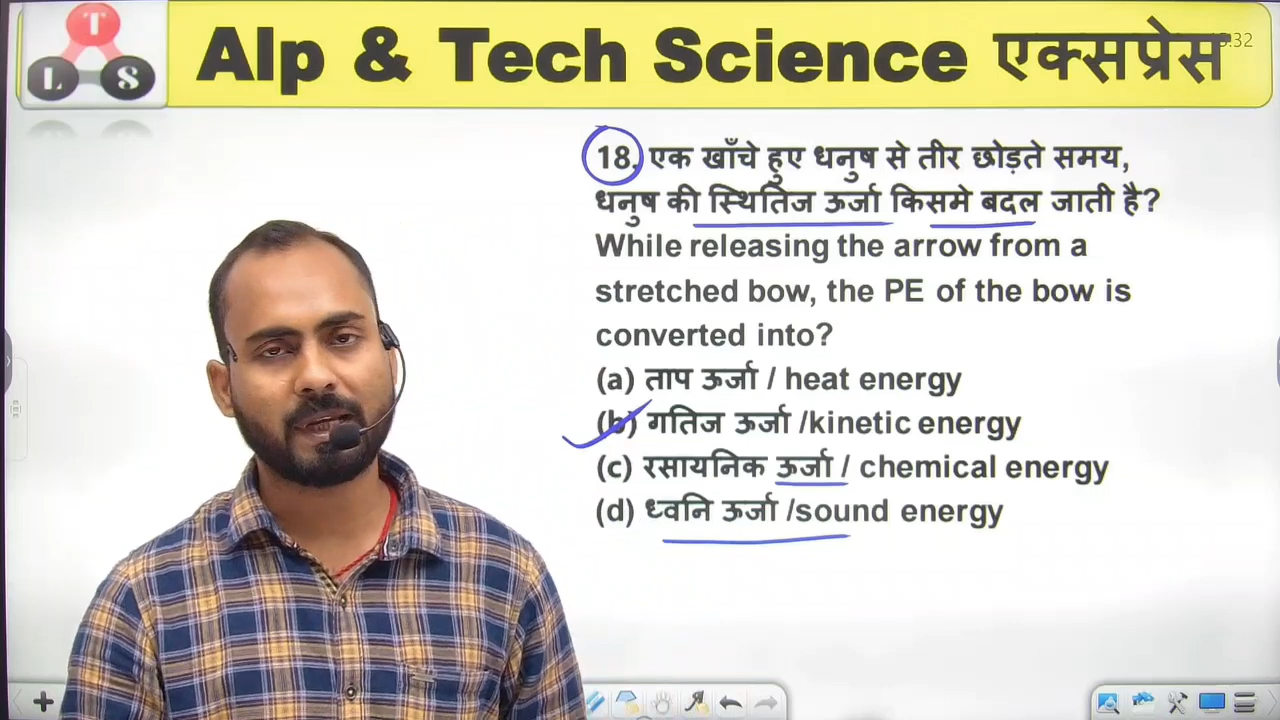 T
L
S
Alp & Tech Science एक्सप्रेस
18. एक खाँचे हुए धनुष से तीर छोड़ते समय,
धनुष की स्थितिज ऊर्जा किसमे बदल जाती है?
While releasing the arrow from a
stretched bow, the PE of the bow is
converted into?
(a) ताप ऊर्जा / heat energy
(b) गतिज ऊर्जा /kinetic energy
(c) रसायनिक ऊर्जा / chemical energy
(d) ध्वनि ऊर्जा /sound energy